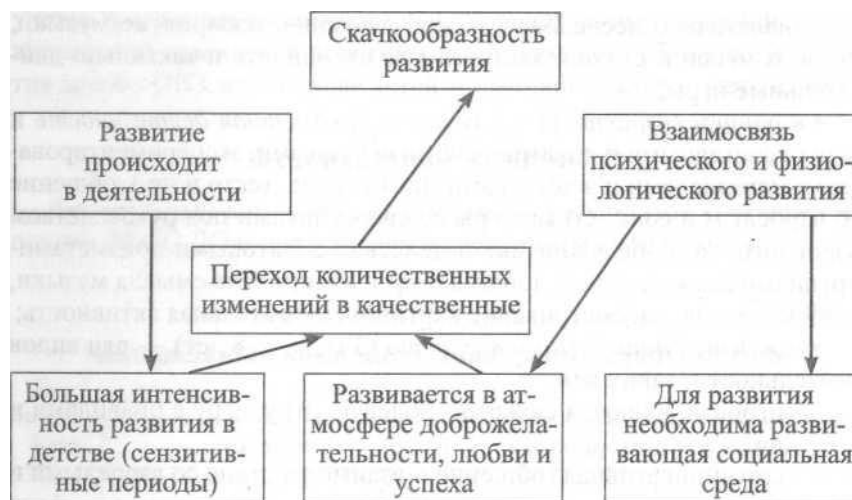 Скачкообразность
развития
Развитие
происходит в
деятельности
Взаимосвязь
психического и физио-
логического развития
Переход количественных
изменений в качественные
Большая интенсив-
ность развития в
детстве (сензитив-
ные периоды)
Развивается в ат-
мосфере доброжела-
тельности, любви и
успеха
Для развития
необходима разви-
вающая социальная
среда